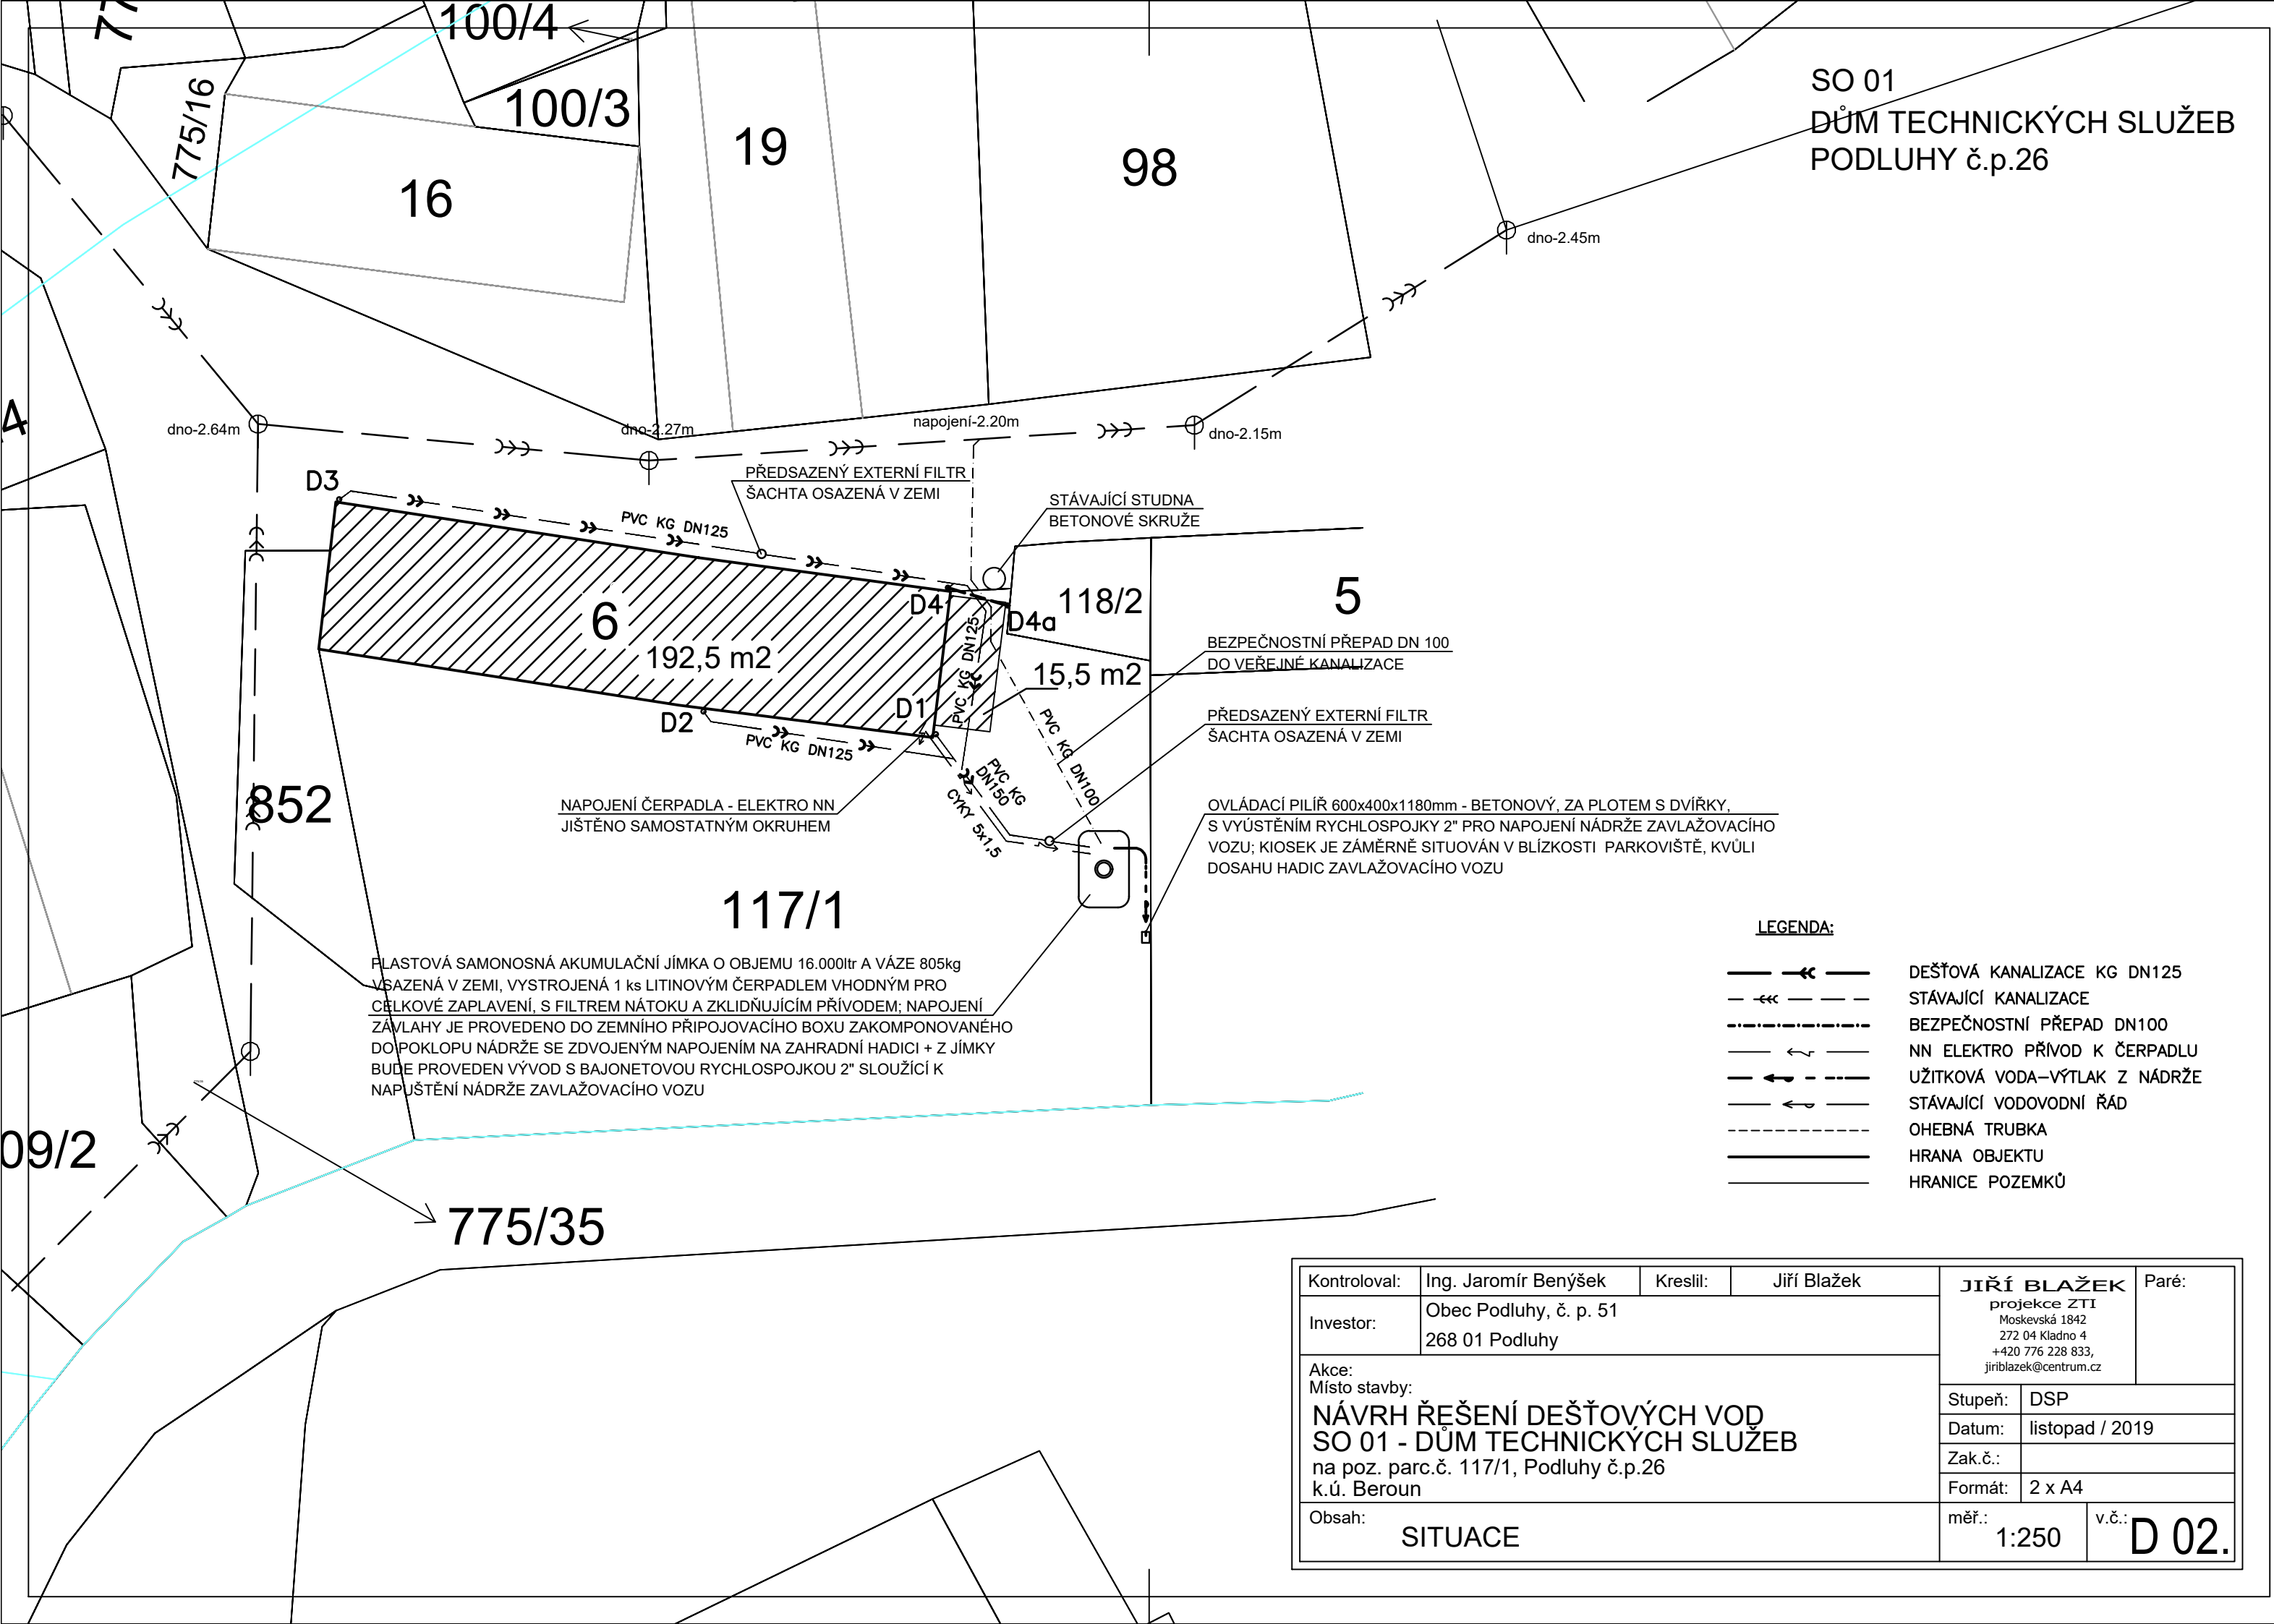 100/4
775/16
100/3
19
98
16
SO 01
DŮM TECHNICKÝCH SLUŽEB
PODLUHY č.p.26
dno-2.45m
dno-2.64m
dno-2.27m
napojení-2.20m
dno-2.15m
D3
PŘEDSAZENÝ EXTERNÍ FILTR
ŠACHTA OSAZENÁ V ZEMI
STÁVAJÍCÍ STUDNA
BETONOVÉ SKRUŽE
PVC KG DN125
6
192,5 m2
D4
D4a
118/2
5
PVC KG DN125
15,5 m2
BEZPEČNOSTNÍ PŘEPAD DN 100
DO VEŘEJNÉ KANALIZACE
D2
D1
PVC KG DN125
PVC KG DN100
PŘEDSAZENÝ EXTERNÍ FILTR
ŠACHTA OSAZENÁ V ZEMI
PVC KG
DN150
CYKY 5x1,5
852
NAPOJENÍ ČERPADLA - ELEKTRO NN
JIŠTĚNO SAMOSTATNÝM OKRUHEM
OVLÁDACÍ PILÍŘ 600x400x1180mm - BETONOVÝ, ZA PLOTEM S DVÍŘKY,
S VYÚSTĚNÍM RYCHLOSPOJKY 2" PRO NAPOJENÍ NÁDRŽE ZAVLAŽOVACÍHO
VOZU; KIOSEK JE ZÁMĚRNĚ SITUOVÁN V BLÍZKOSTI PARKOVIŠTĚ, KVŮLI
DOSAHU HADIC ZAVLAŽOVACÍHO VOZU
117/1
PLASTOVÁ SAMONOSNÁ AKUMULAČNÍ JÍMKA O OBJEMU 16.000ltr A VÁZE 805kg
VSAZENÁ V ZEMI, VYSTROJENÁ 1 ks LITINOVÝM ČERPADLEM VHODNÝM PRO
CELKOVÉ ZAPLAVENÍ, S FILTREM NÁTOKU A ZKLIDŇUJÍCÍM PŘÍVODEM; NAPOJENÍ
ZÁVLAHY JE PROVEDENO DO ZEMNÍHO PŘIPOJOVACÍHO BOXU ZAKOMPONOVANÉHO
DO POKLOPU NÁDRŽE SE ZDVOJENÝM NAPOJENÍM NA ZAHRADNÍ HADICI + Z JÍMKY
BUDE PROVEDEN VÝVOD S BAJONETOVOU RYCHLOSPOJKOU 2" SLOUŽÍCÍ K
NAPUŠTĚNÍ NÁDRŽE ZAVLAŽOVACÍHO VOZU
09/2
775/35
LEGENDA:
DEŠŤOVÁ KANALIZACE KG DN125
STÁVAJÍCÍ KANALIZACE
BEZPEČNOSTNÍ PŘEPAD DN100
NN ELEKTRO PŘÍVOD K ČERPADLU
UŽITKOVÁ VODA-VÝTLAK Z NÁDRŽE
STÁVAJÍCÍ VODOVODNÍ ŘÁD
OHEBNÁ TRUBKA
HRANA OBJEKTU
HRANICE POZEMKŮ
Kontroloval: Ing. Jaromír Benýšek Kreslil: Jiří Blažek
Investor: Obec Podluhy, č. p. 51
268 01 Podluhy
JIŘÍ BLAŽEK
projekce ZTI
Moskevská 1842
272 04 Kladno 4
+420 776 228 833,
jiriblazek@centrum.cz
Paré:
Akce:
Místo stavby:
NÁVRH ŘEŠENÍ DEŠŤOVÝCH VOD
SO 01 - DŮM TECHNICKÝCH SLUŽEB
na poz. parc.č. 117/1, Podluhy č.p.26
k.ú. Beroun
Stupeň: DSP
Datum: listopad / 2019
Zak.č.:
Formát: 2 x A4
Obsah: SITUACE
měř.: 1:250
v.č.: D 02.